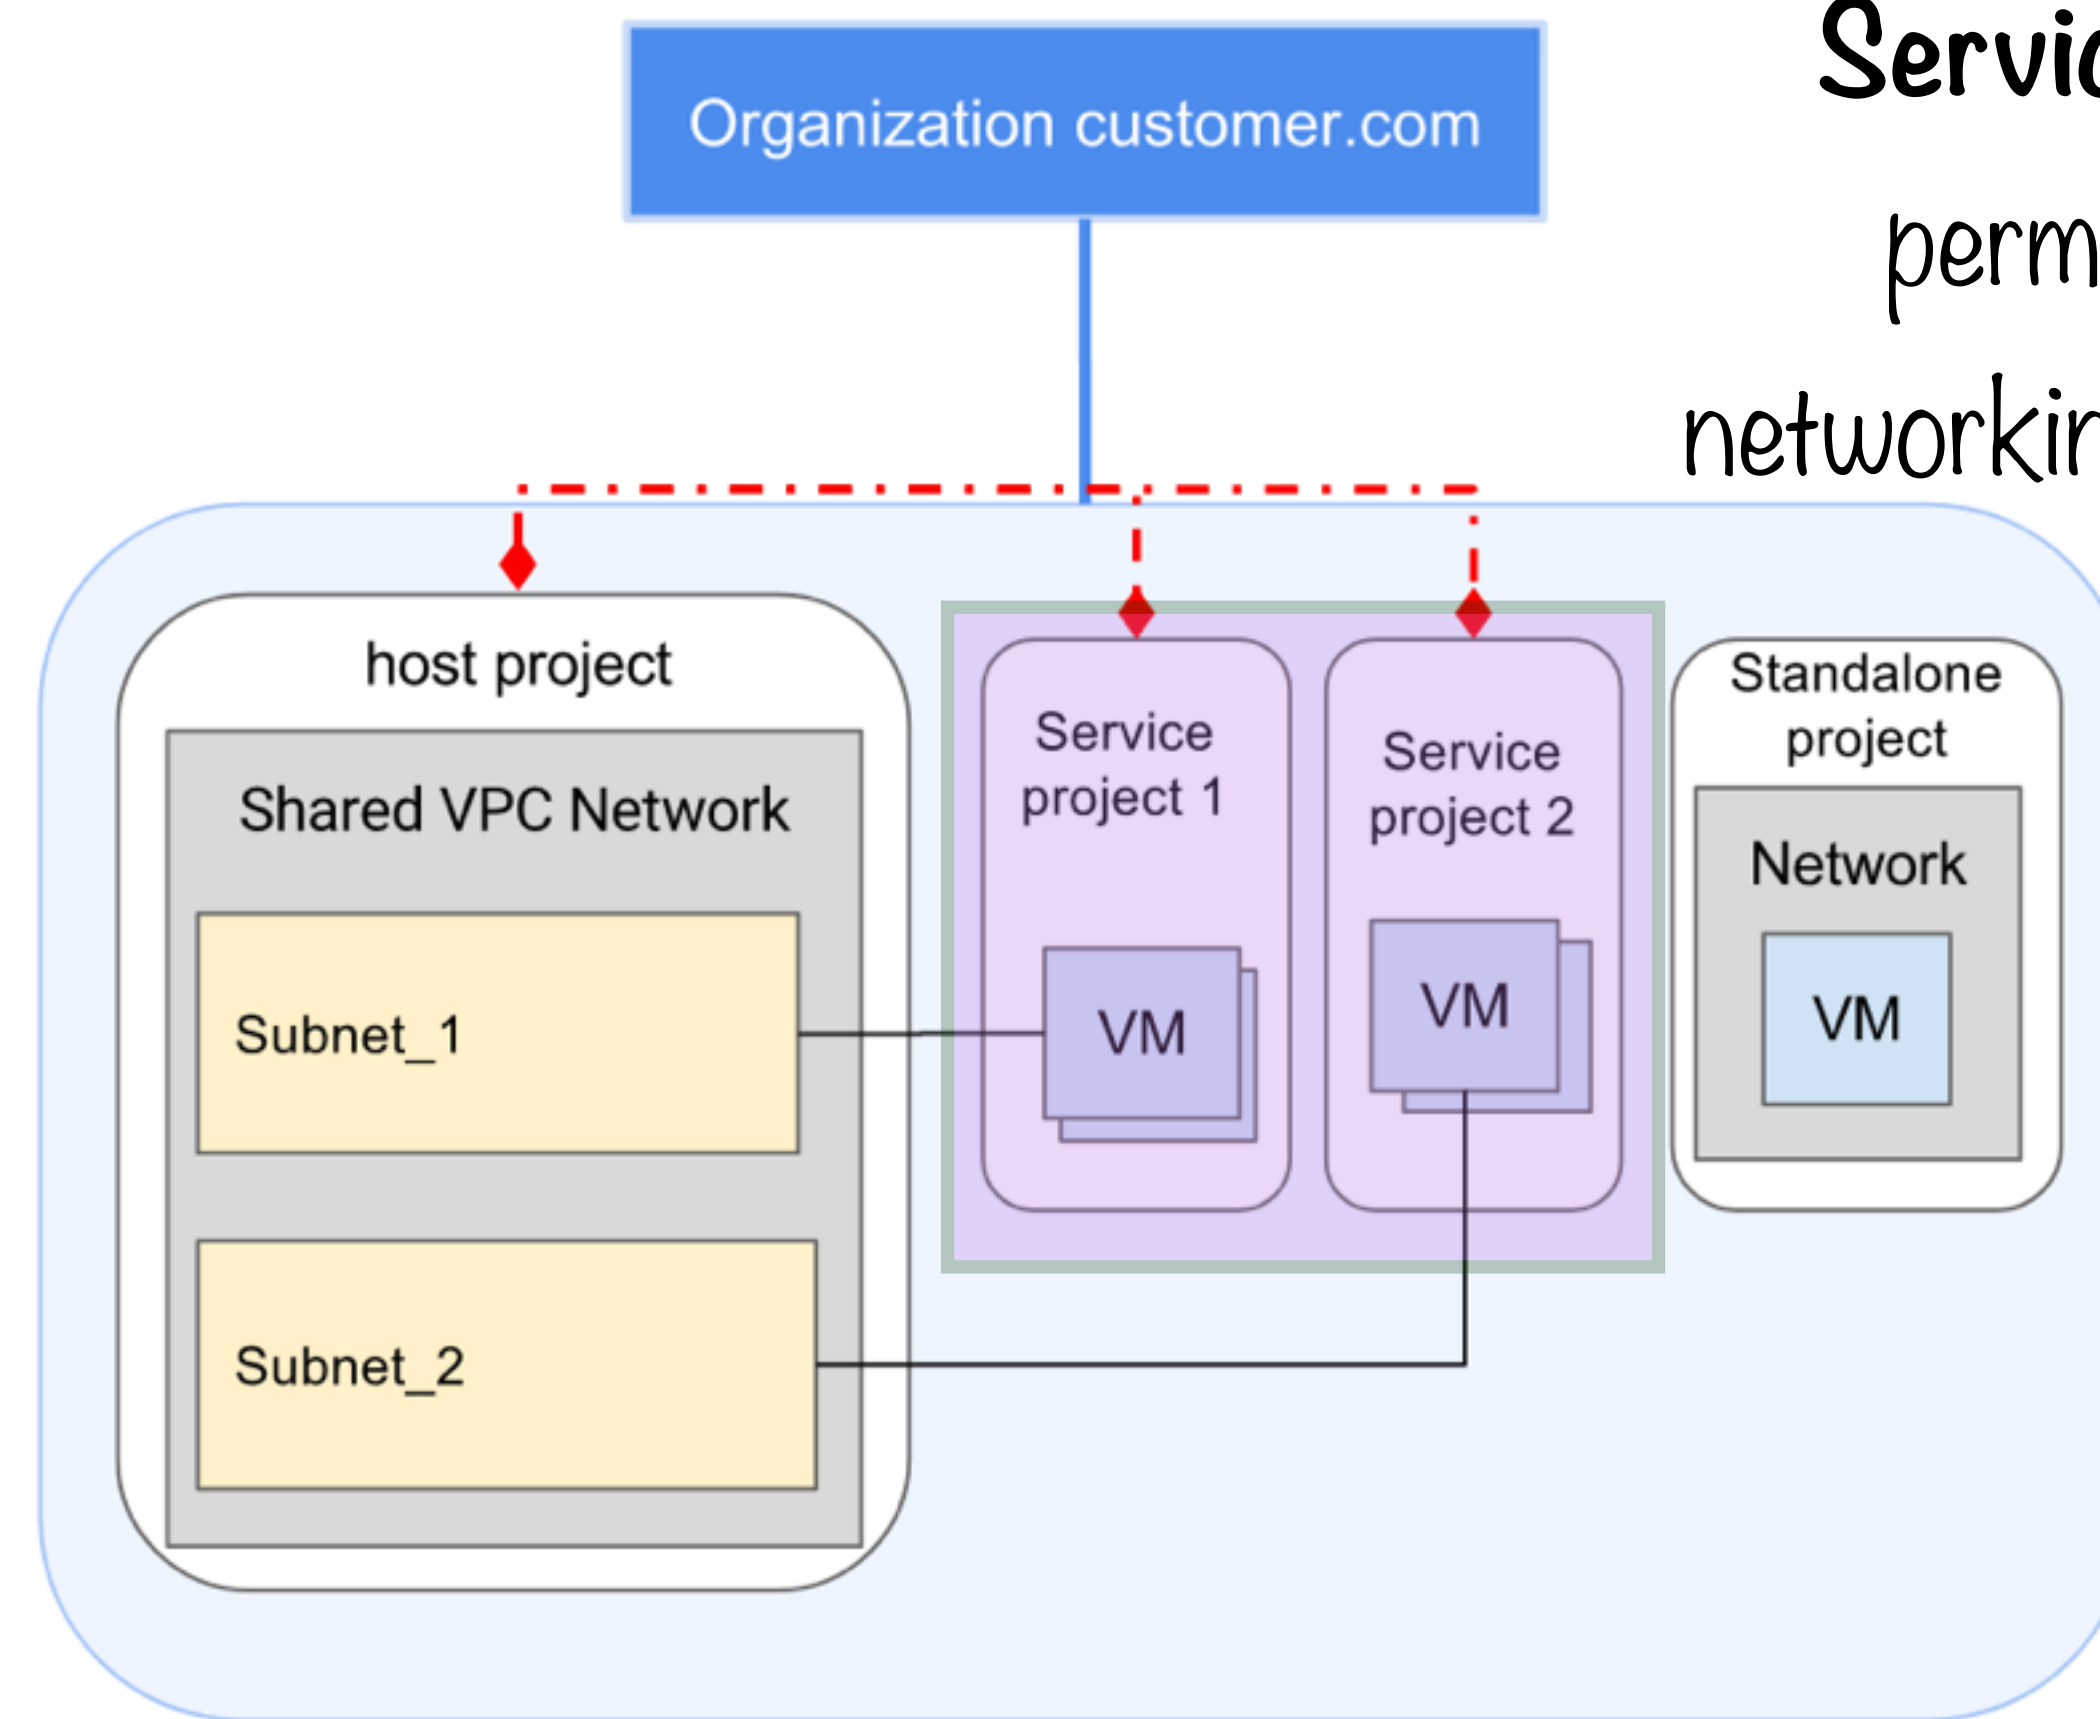 Organization customer.com
host project
Shared VPC Network
Subnet_1
Subnet_2
Service
project 1
VM
Service
project 2
VM
Standalone
project
Network
VM